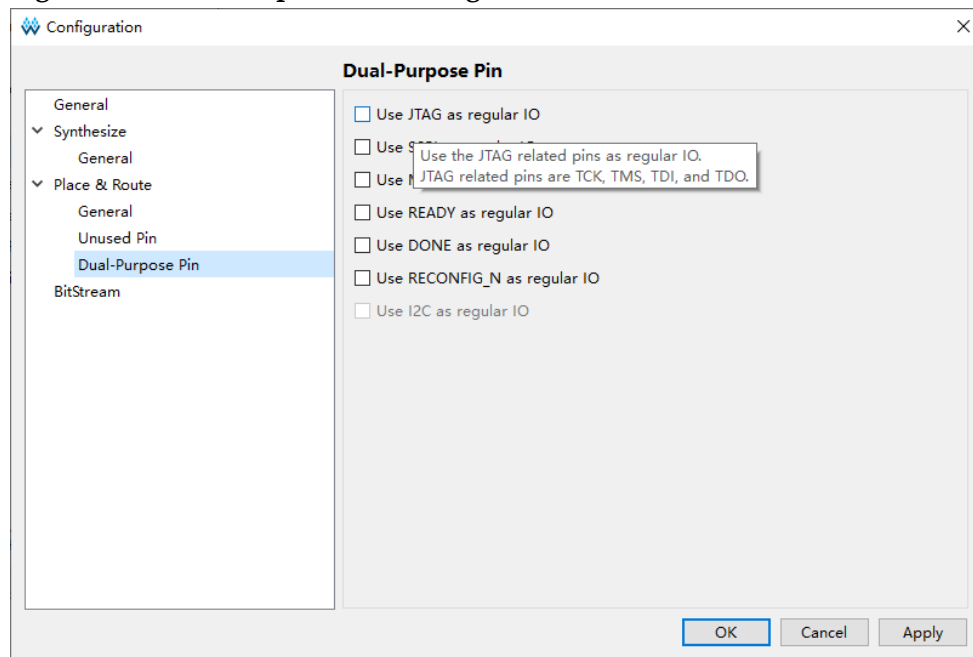 Configuration
Dual-Purpose Pin
General
Synthesize
General
Place & Route
General
Unused Pin
Dual-Purpose Pin
BitStream
Use JTAG as regular IO
Use
Use the JTAG related pins as regular IO.
JTAG related pins are TCK, TMS, TDI, and TDO.
Use
Use READY as regular IO
Use DONE as regular IO
Use RECONFIG_N as regular IO
Use I2C as regular IO
OK
Cancel
Apply